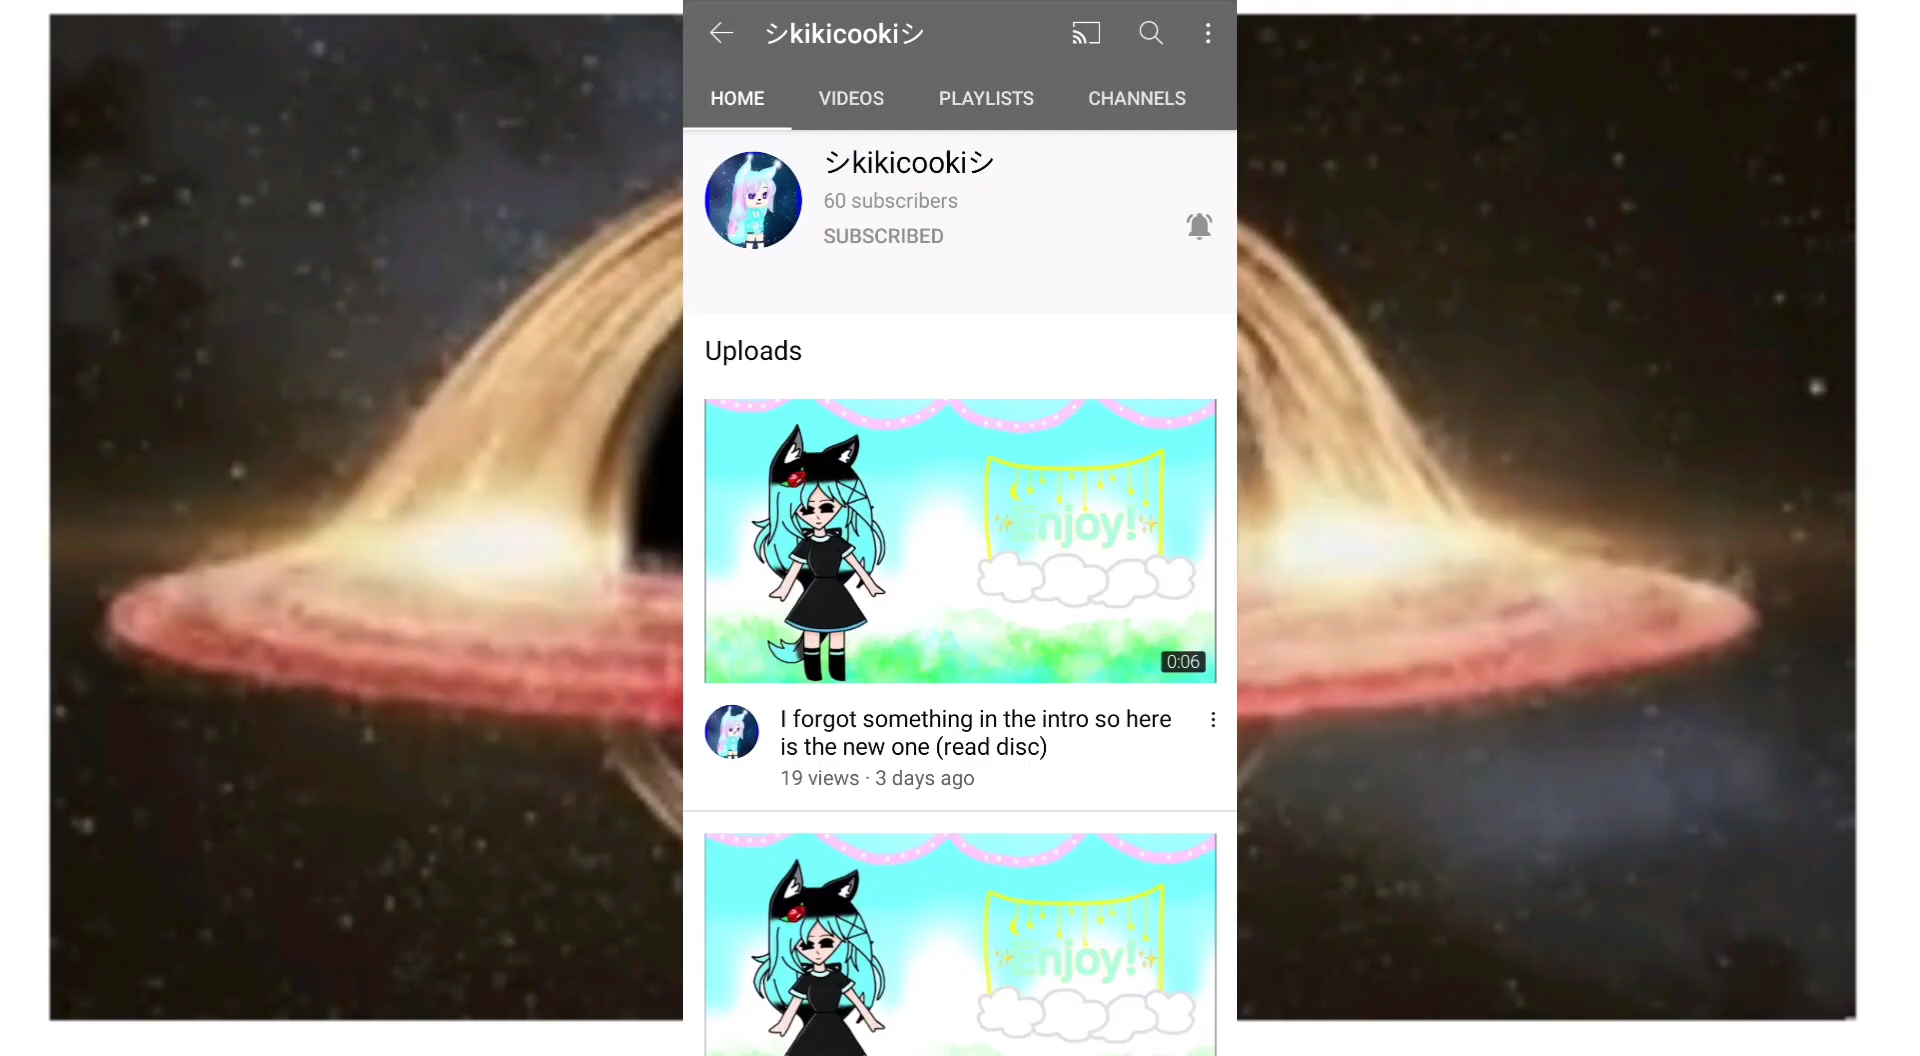 シkikicookiシ
HOME VIDEOS PLAYLISTS CHANNELS
シkikicookiシ
60 subscribers
SUBSCRIBED
Uploads
Enjoy!
0:06
I forgot something in the intro so here
is the new one (read disc)
19 views · 3 days ago
Enjoy!